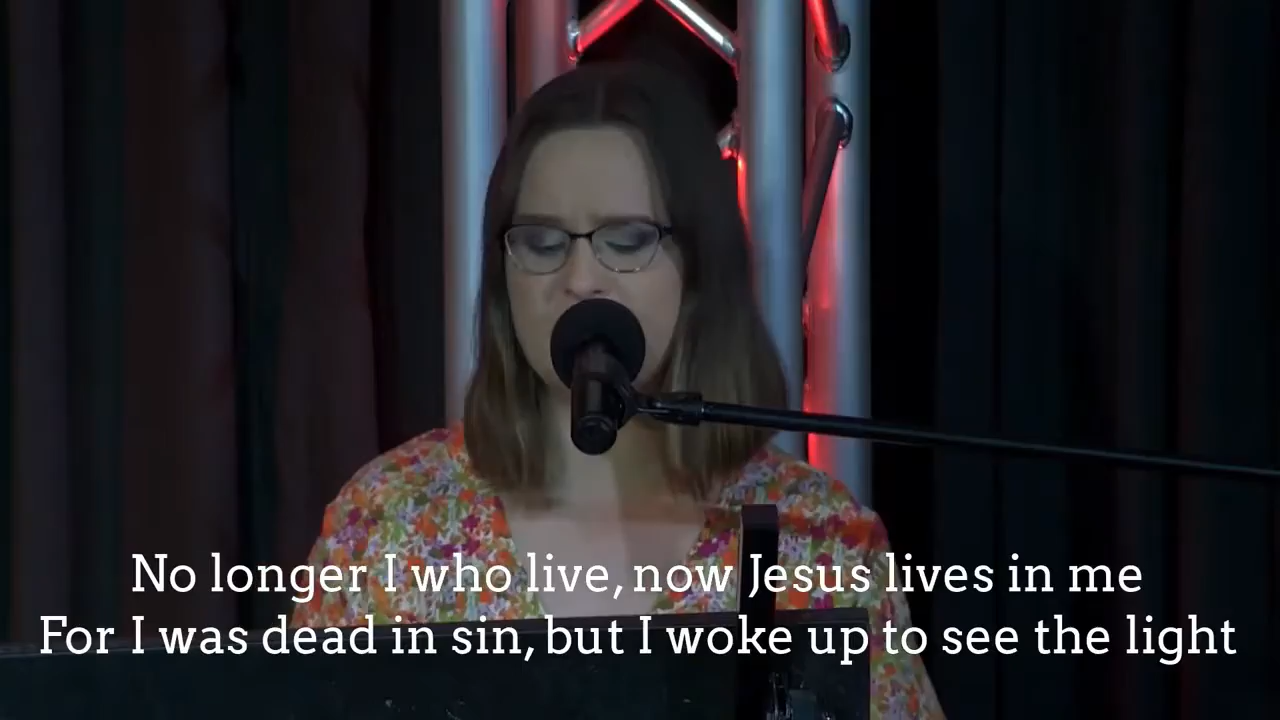 No longer I who live, now Jesus lives in me
For I was dead in sin, but I woke up to see the light